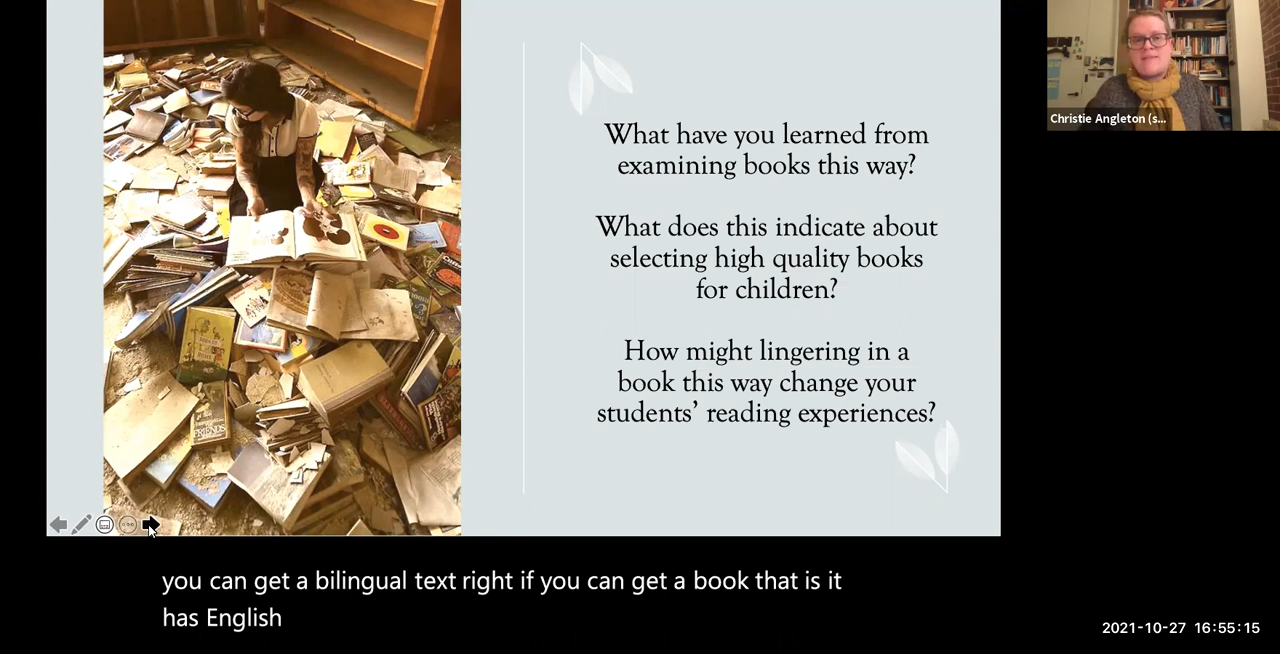 Christie Angleton (s...
What have you learned from
examining books this way?
What does this indicate about
selecting high quality books
for children?
How might lingering in a
book this way change your
students' reading experiences?
you can get a bilingual text right if you can get a book that is it
has English
2021-10-27 16:55:15